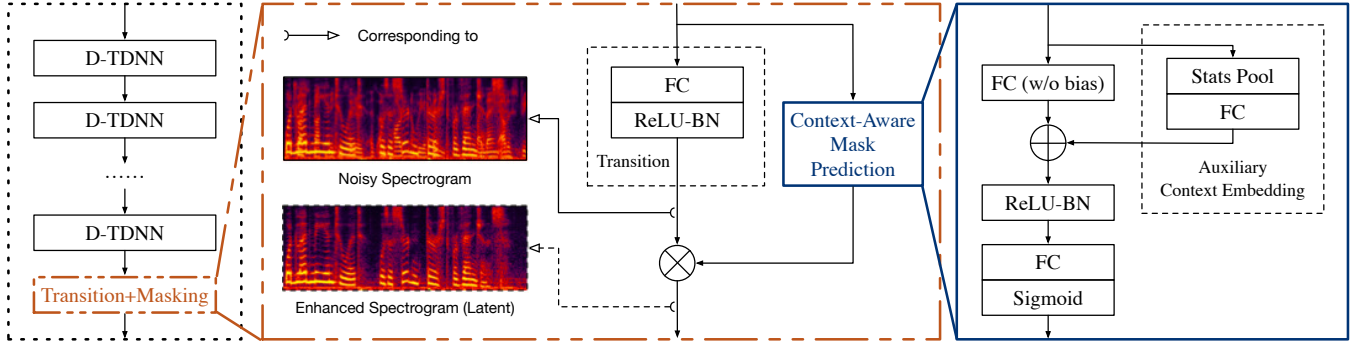 D-TDNN
D-TDNN
......
D-TDNN
Transition+Masking
Corresponding to
Noisy Spectrogram
Enhanced Spectrogram (Latent)
FC
ReLU-BN
Transition
Context-Aware
Mask
Prediction
FC (w/o bias)
Stats Pool
FC
Auxiliary
Context Embedding
ReLU-BN
FC
Sigmoid